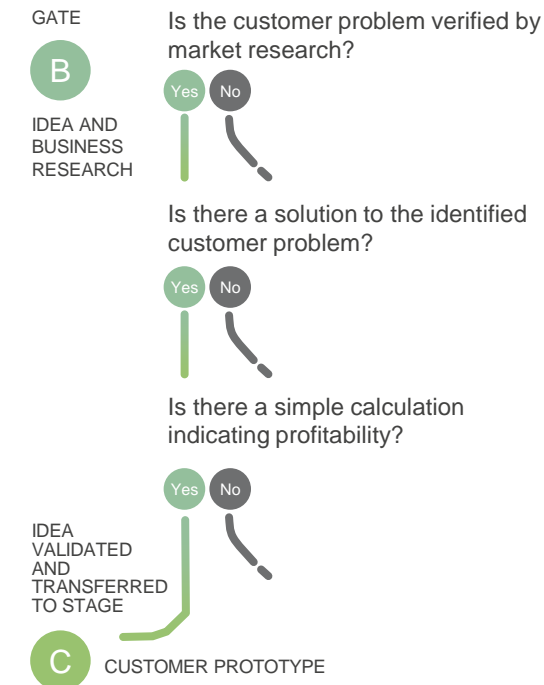 GATE
B
IDEA AND
BUSINESS
RESEARCH
Is the customer problem verified by
market research?
Yes No
Is there a solution to the identified
customer problem?
Yes No
Is there a simple calculation
indicating profitability?
Yes No
IDEA
VALIDATED
AND
TRANSFERRED
TO STAGE
C
CUSTOMER PROTOTYPE